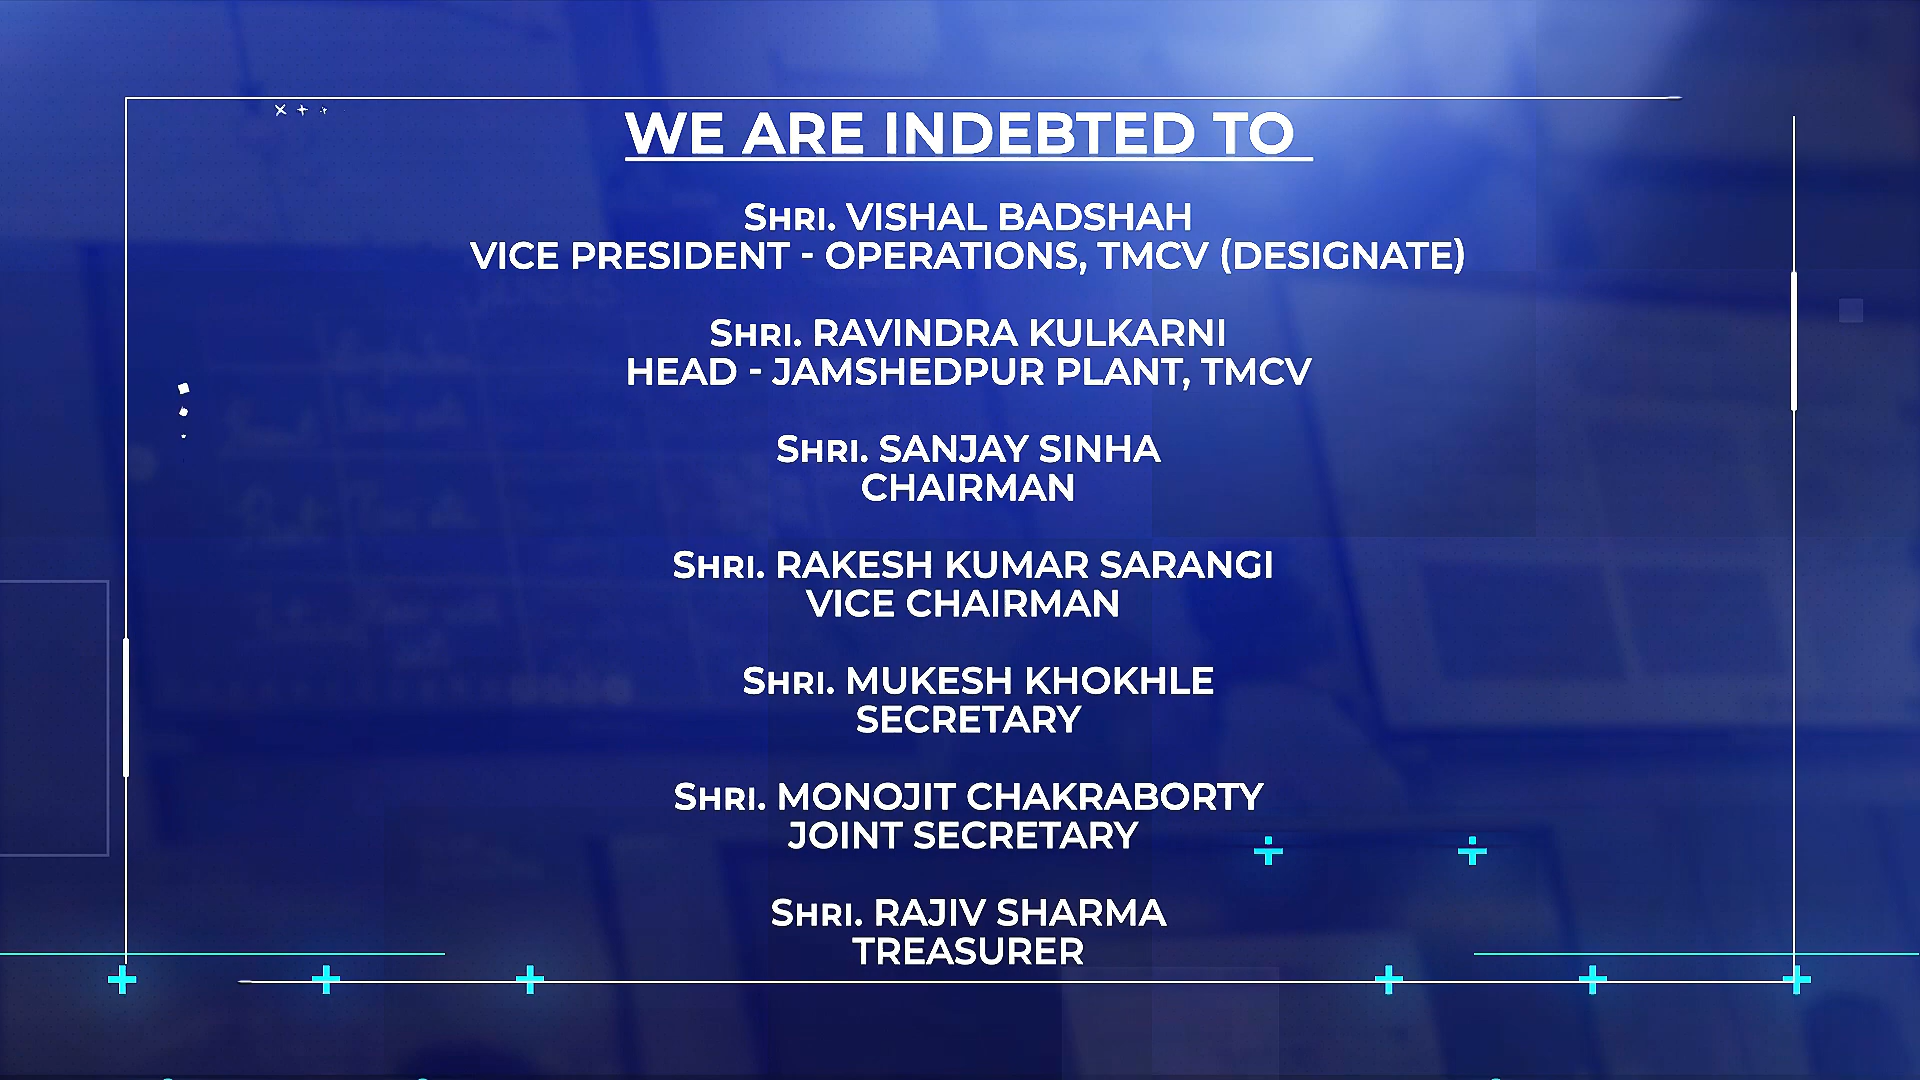 WE ARE INDEBTED TO
SHRI. VISHAL BADSHAH
VICE PRESIDENT - OPERATIONS, TMCV (DESIGNATE)
SHRI. RAVINDRA KULKARNI
HEAD - JAMSHEDPUR PLANT, TMCV
SHRI. SANJAY SINHA
CHAIRMAN
SHRI. RAKESH KUMAR SARANGI
VICE CHAIRMAN
SHRI. MUKESH KHOKHLE
SECRETARY
SHRI. MONOJIT CHAKRABORTY
JOINT SECRETARY
SHRI. RAJIV SHARMA
TREASURER